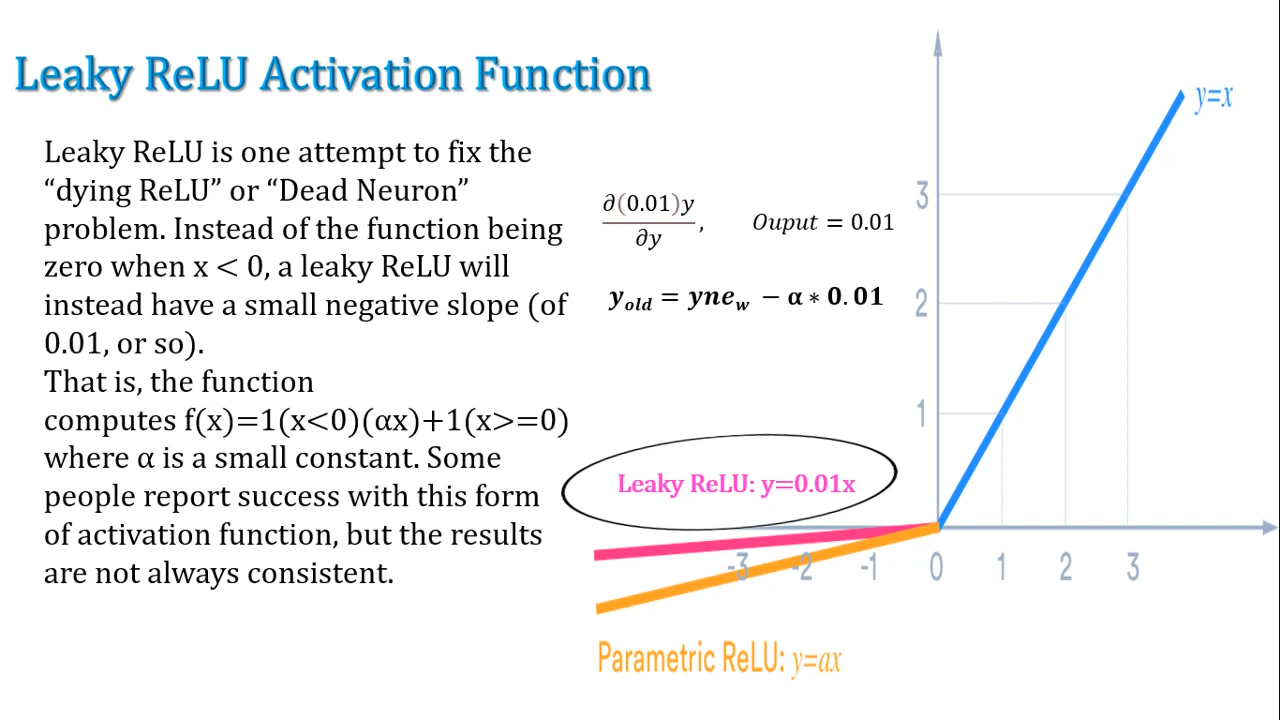 Leaky ReLU Activation Function
Leaky ReLU is one attempt to fix the
“dying ReLU” or “Dead Neuron”
problem. Instead of the function being
zero when x < 0, a leaky ReLU will
instead have a small negative slope (of
0.01, or so).
That is, the function
computes f(x)=1(x<0)(αx)+1(x>=0)
where α is a small constant. Some
people report success with this form
of activation function, but the results
are not always consistent.
∂(0.01)y
∂y
, Ouput = 0.01
y_old = yne_w − α * 0.01
Leaky ReLU: y=0.01x
y=x
3
2
1
-3 -2 -1 0 1 2 3
Parametric ReLU: y=ax